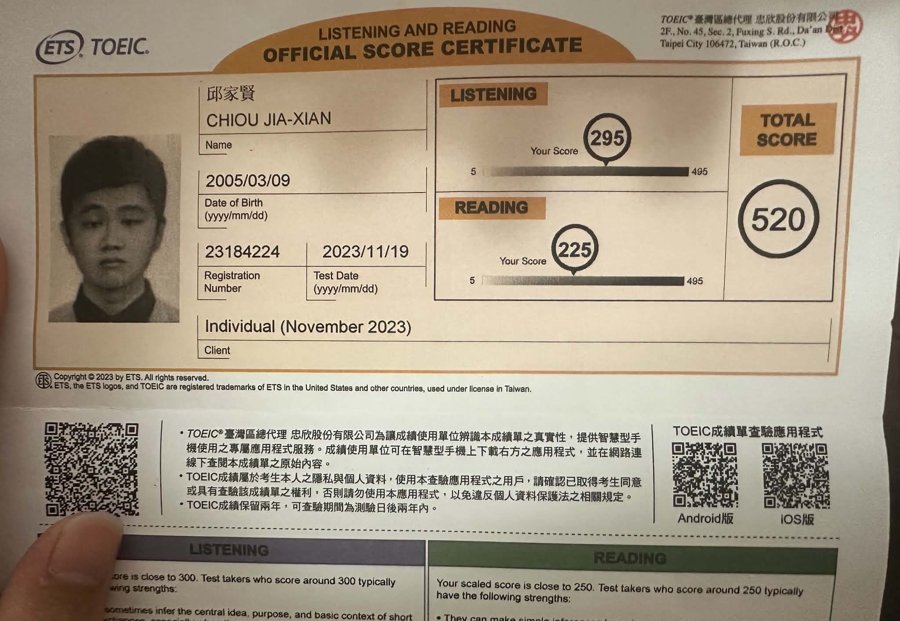 ETS TOEIC®
LISTENING AND READING
OFFICIAL SCORE CERTIFICATE
TOEIC®臺灣區總代理 忠欣股份有限公司
2F., No. 45, Sec. 2, Fuxing S. Rd., Da'an
Taipei City 106472, Taiwan (R.O.C.)
邱家賢
CHIOU JIA-XIAN
Name
2005/03/09
Date of Birth
(yyyy/mm/dd)
23184224
Registration
Number
2023/11/19
Test Date
(yyyy/mm/dd)
LISTENING
295
Your Score
5
495
READING
225
Your Score
5
495
TOTAL
SCORE
520
Individual (November 2023)
Client
Copyright © 2023 by ETS. All rights reserved.
ETS, the ETS logos, and TOEIC are registered trademarks of ETS in the United States and other countries, used under license in Taiwan.
• TOEIC®臺灣區總代理 忠欣股份有限公司為讓成績使用單位辨識本成績單之真實性，提供智慧型手
機使用之專屬應用程式服務。成績使用單位可在智慧型手機上下載右方之應用程式，並在網路連
線下查閱本成績單之原始內容。
• TOEIC成績屬於考生本人之隱私與個人資料，使用本查驗應用程式之用戶，請確認已取得考生同意
或具有查驗該成績單之權利，否則請勿使用本應用程式，以免違反個人資料保護法之相關規定。
• TOEIC成績保留兩年，可查驗期間為測驗日後兩年內。
TOEIC成績單查驗應用程式
Android版
iOS版
LISTENING
is close to 300. Test takers who score around 300 typically
strengths:
sometimes infer the central idea, purpose, and basic context of short
READING
Your scaled score is close to 250. Test takers who score around 250 typically
have the following strengths:
• They can make simple